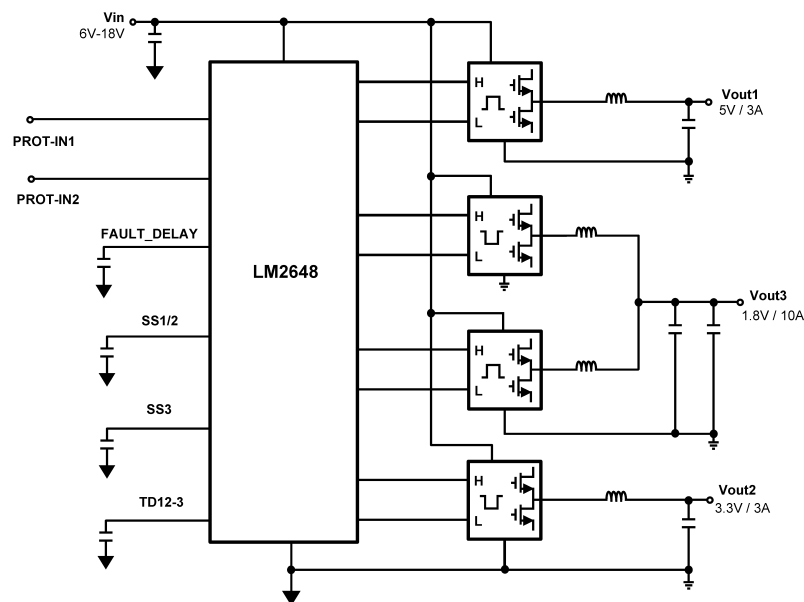 Vin
6V-18V
Vout1
5V / 3A
H
L
PROT-IN1
PROT-IN2
H
L
FAULT_DELAY
LM2648
Vout3
1.8V / 10A
SS1/2
H
L
SS3
H
L
Vout2
3.3V / 3A
TD12-3